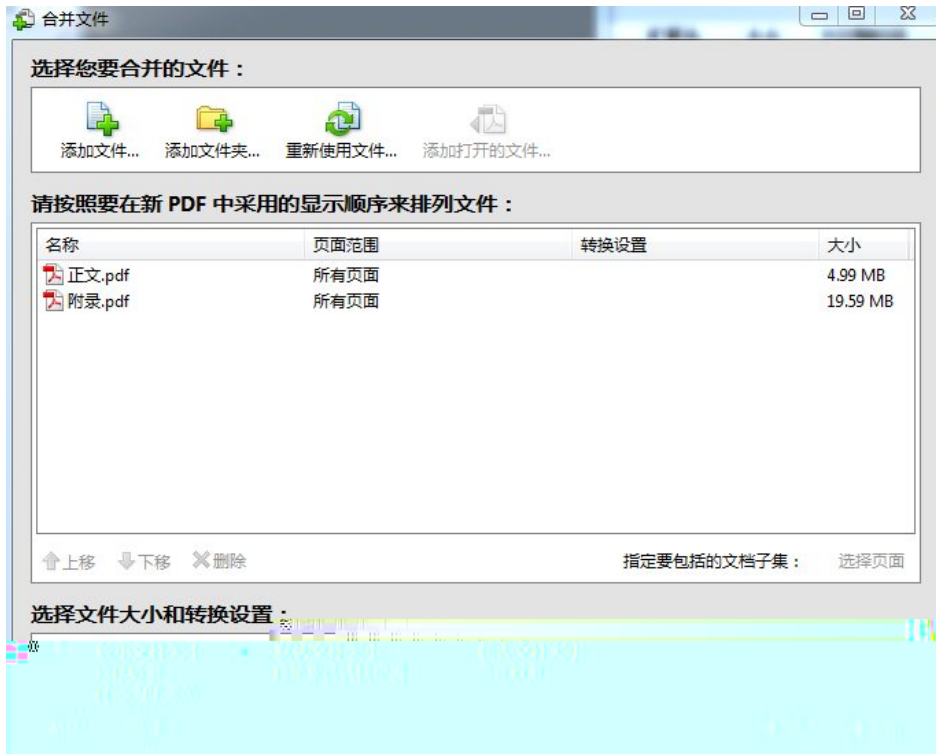 合并文件
选择您要合并的文件：
添加文件... 添加文件夹... 重新使用文件... 添加打开的文件...
请按照要在新 PDF 中采用的显示顺序来排列文件：
名称 页面范围 转换设置 大小
正文.pdf 所有页面 4.99 MB
附录.pdf 所有页面 19.59 MB
上移 下移 删除 指定要包括的文档子集： 选择页面
选择文件大小和转换设置：